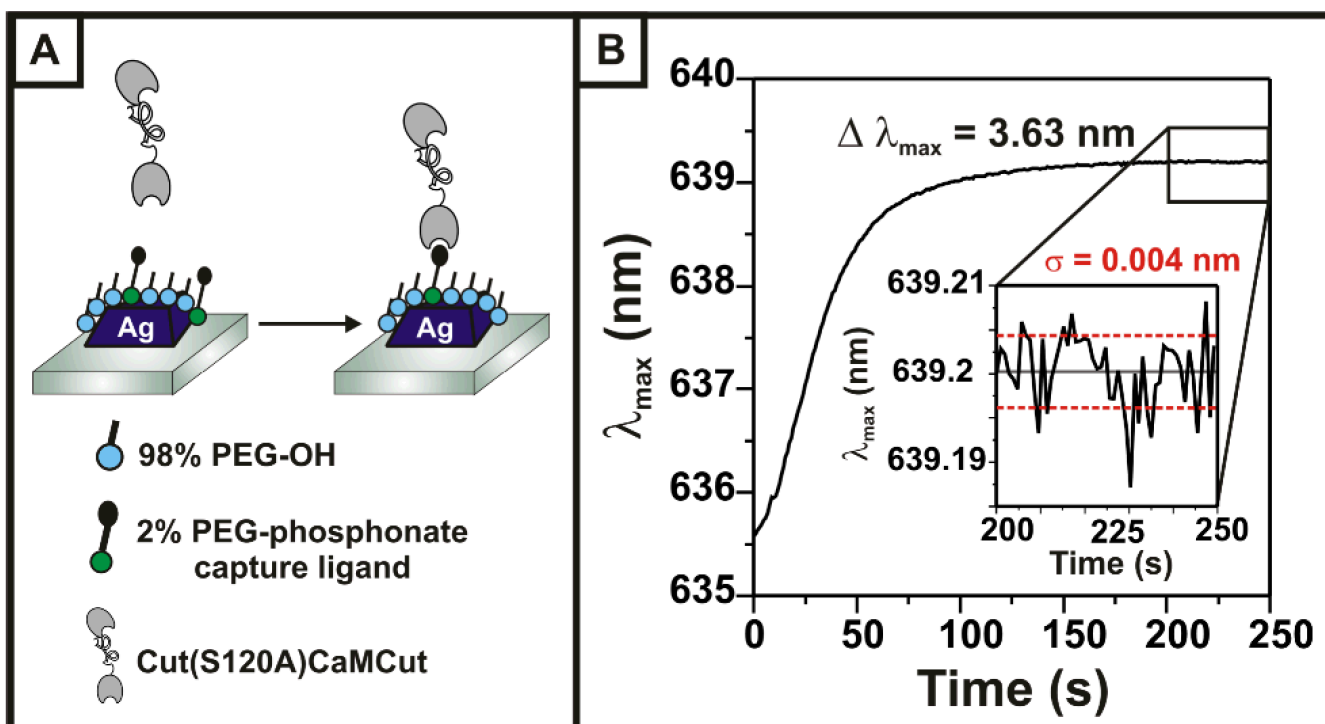 A
Ag
Ag
98% PEG-OH
2% PEG-phosphonate
capture ligand
Cut(S120A)CaMCut
B
Δ λmax = 3.63 nm
λmax (nm)
640
639
638
637
636
635
0
50
100
150
200
250
Time (s)
σ = 0.004 nm
λmax (nm)
639.21
639.2
639.19
200
225
250
Time (s)